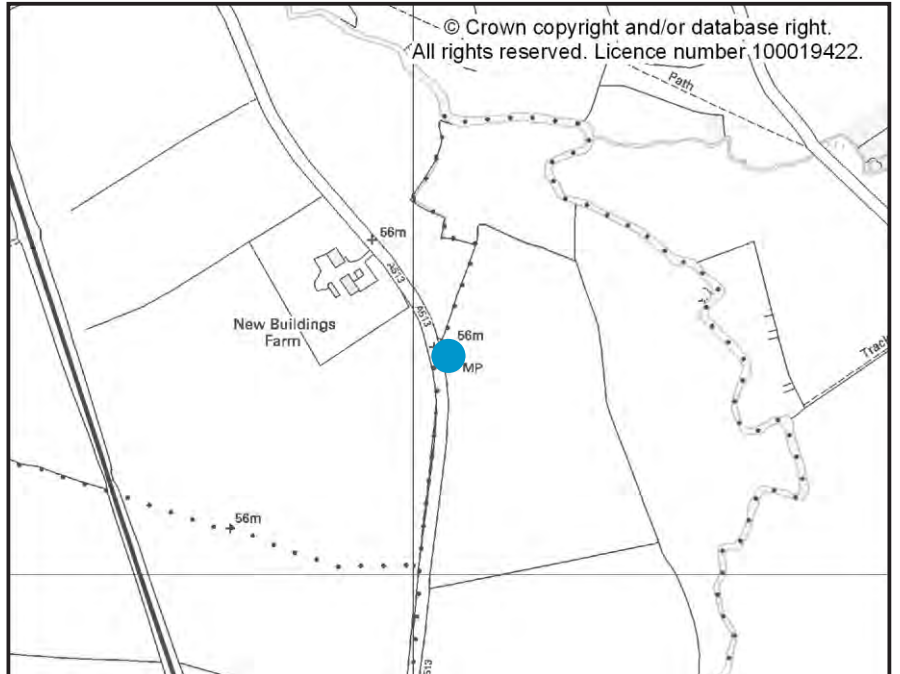 © Crown copyright and/or database right.
All rights reserved. Licence number 100019422.
Path
56m
A513
New Buildings
Farm
A513
56m
MP
Track
56m
513